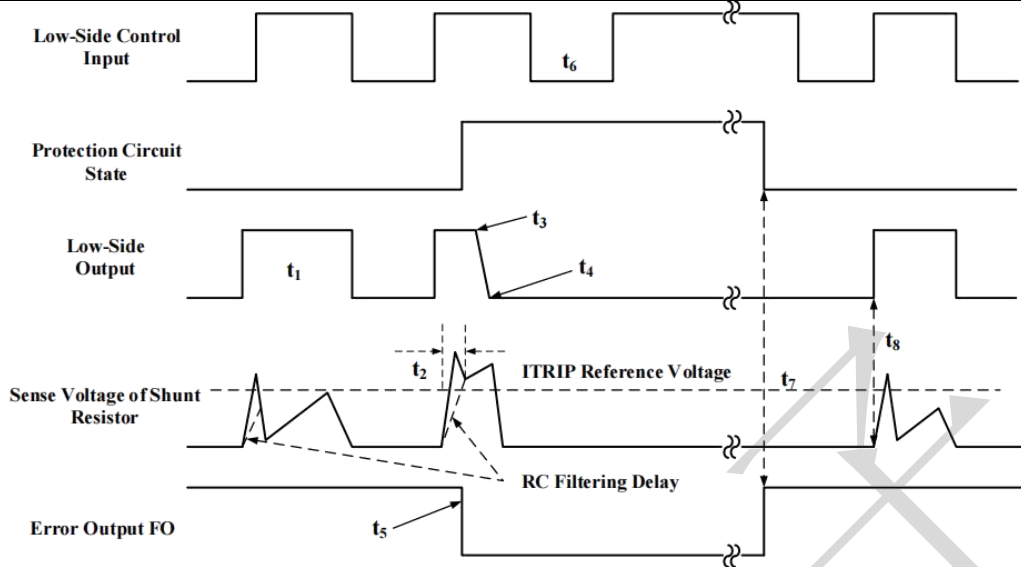 Low-Side Control
Input
t6
Protection Circuit
State
t3
Low-Side
Output
t1
t4
t2
ITRIP Reference Voltage
t7
t8
Sense Voltage of Shunt
Resistor
RC Filtering Delay
Error Output FO
t5